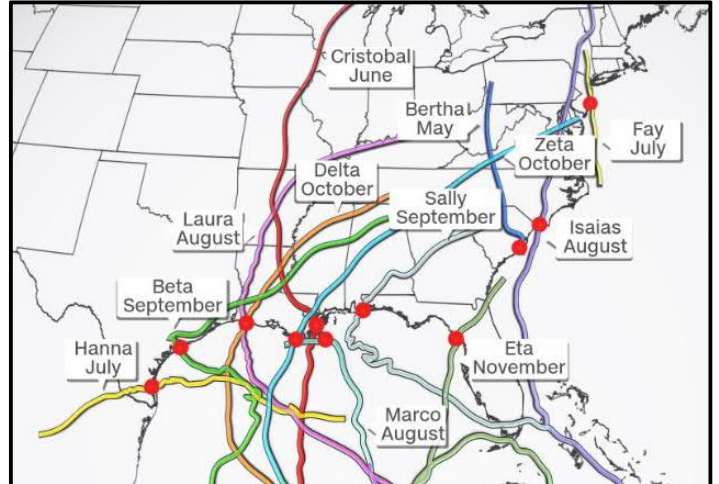 Cristobal
June
Bertha
May
Fay
July
Zeta
October
Delta
October
Sally
September
Laura
August
Isaias
August
Beta
September
Hanna
July
Eta
November
Marco
August